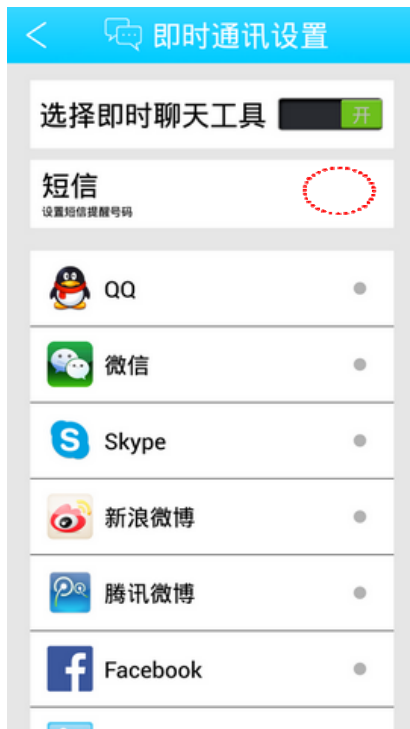 即时通讯设置
选择即时聊天工具 开
短信
设置短信提醒号码
QQ
微信
Skype
新浪微博
腾讯微博
Facebook